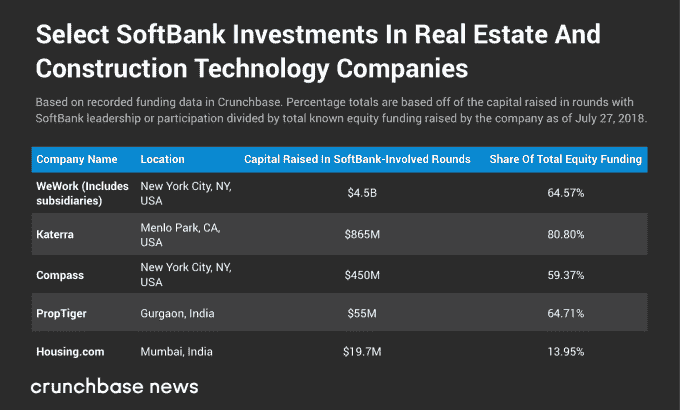 Select SoftBank Investments In Real Estate And
Construction Technology Companies
Based on recorded funding data in Crunchbase. Percentage totals are based off of the capital raised in rounds with
SoftBank leadership or participation divided by total known equity funding raised by the company as of July 27, 2018.
Company Name Location Capital Raised In SoftBank-Involved Rounds Share Of Total Equity Funding
WeWork (Includes
subsidiaries)
New York City, NY,
USA
$4.5B
64.57%
Katerra
Menlo Park, CA,
USA
$865M
80.80%
Compass
New York City, NY,
USA
$450M
59.37%
PropTiger Gurgaon, India $55M 64.71%
Housing.com Mumbai, India $19.7M 13.95%
crunchbase news